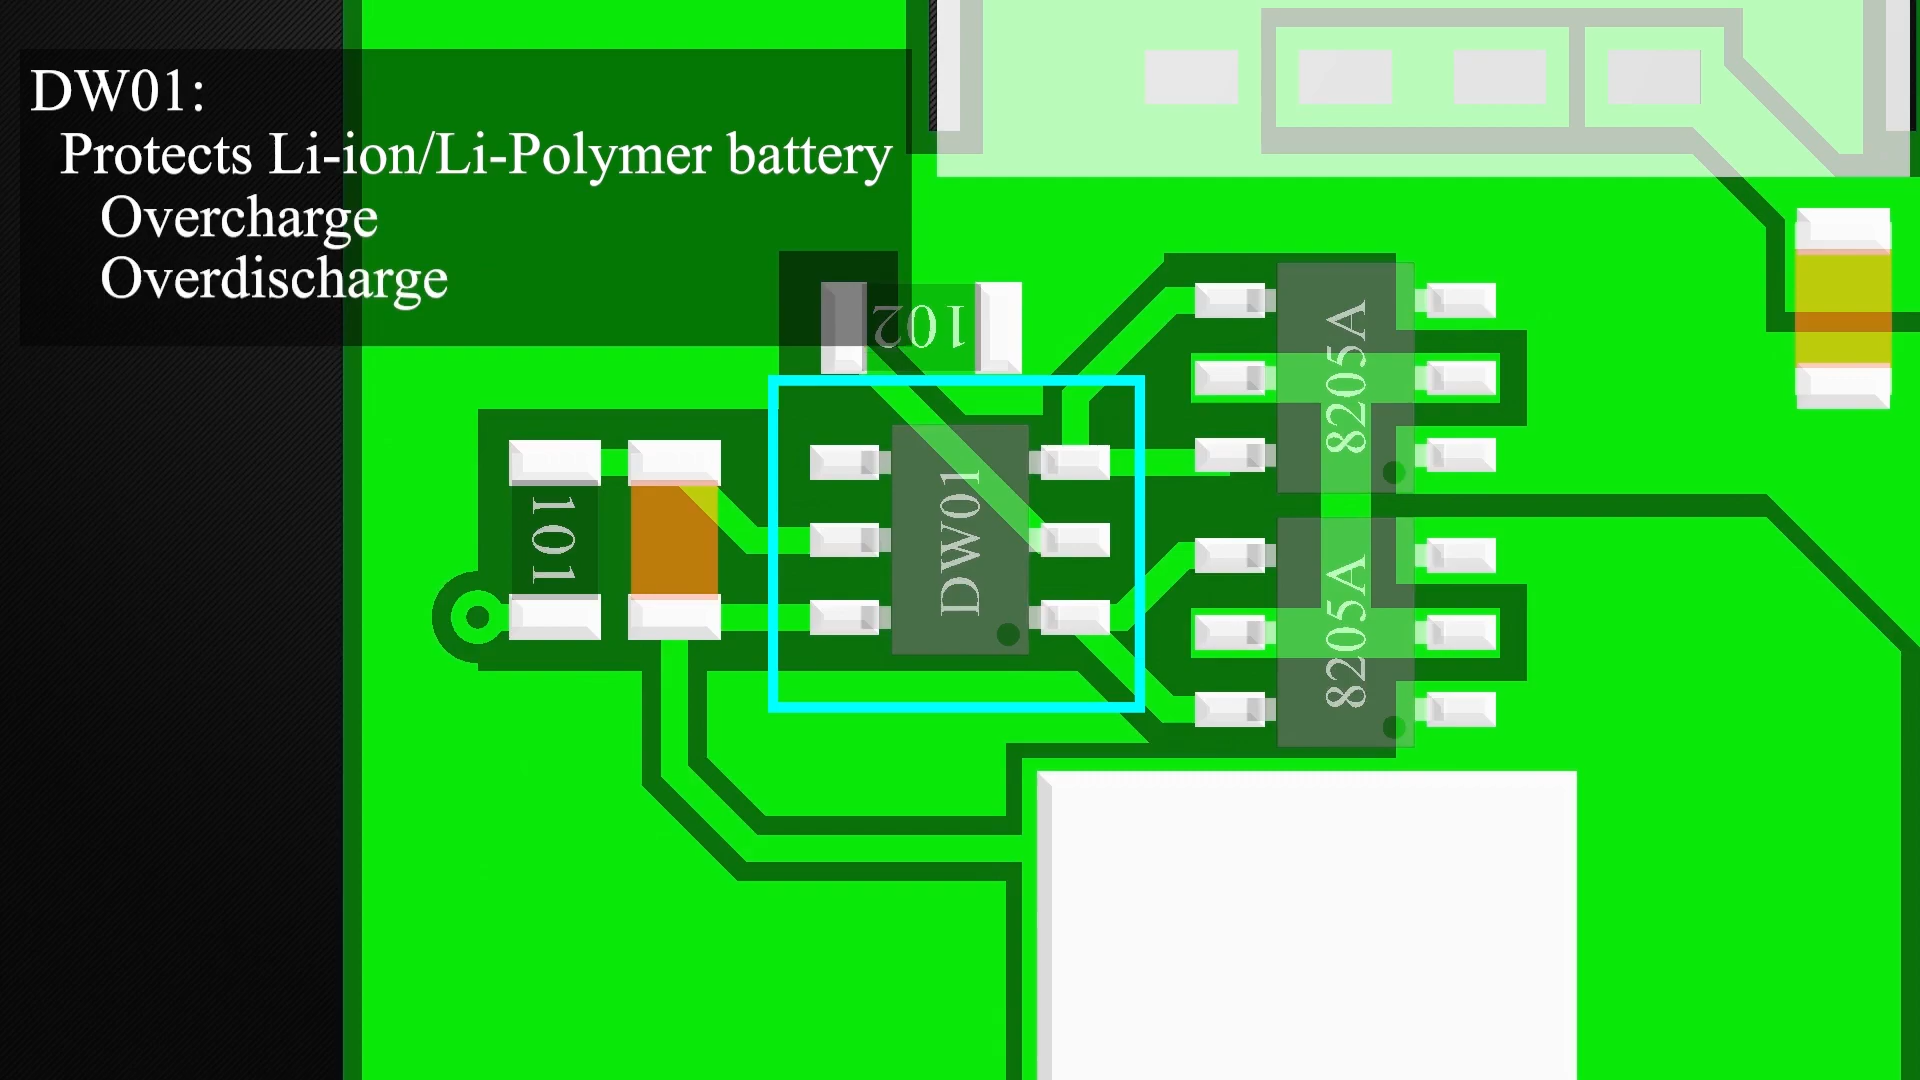 DW01:
Protects Li-ion/Li-Polymer battery
Overcharge
Overdischarge
102
101
DW01
8205A
8205A